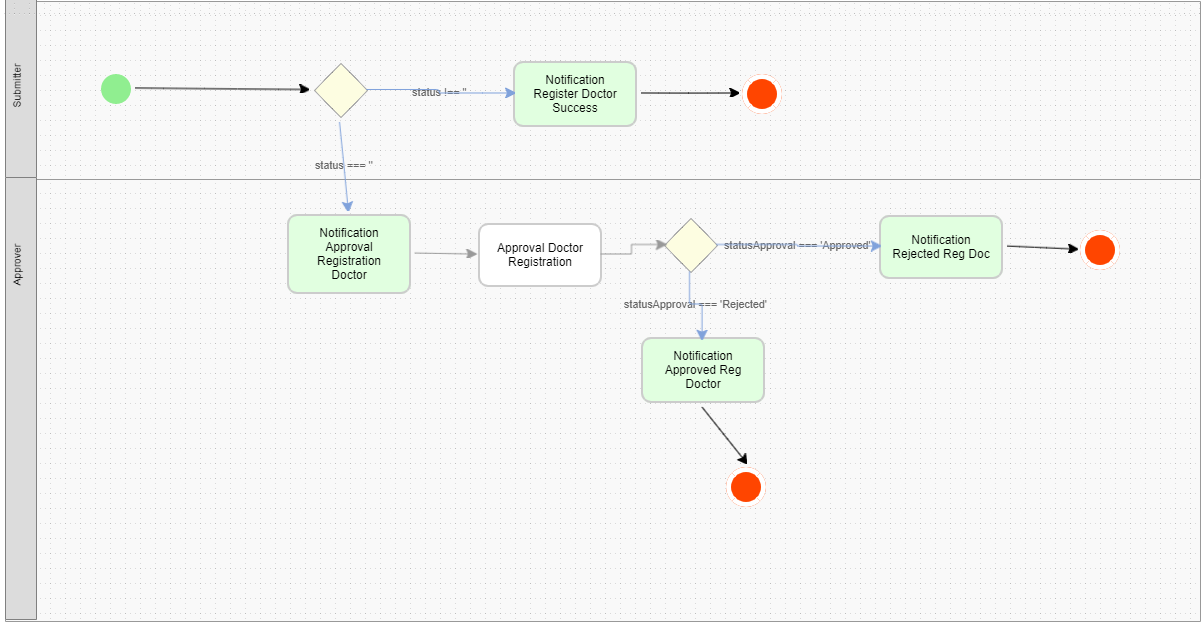 Submitter
status !== ''
Notification
Register Doctor
Success
status === ''
Approver
Notification
Approval
Registration
Doctor
Approval Doctor
Registration
statusApproval === 'Approved'
Notification
Rejected Reg Doc
statusApproval === 'Rejected'
Notification
Approved Reg
Doctor